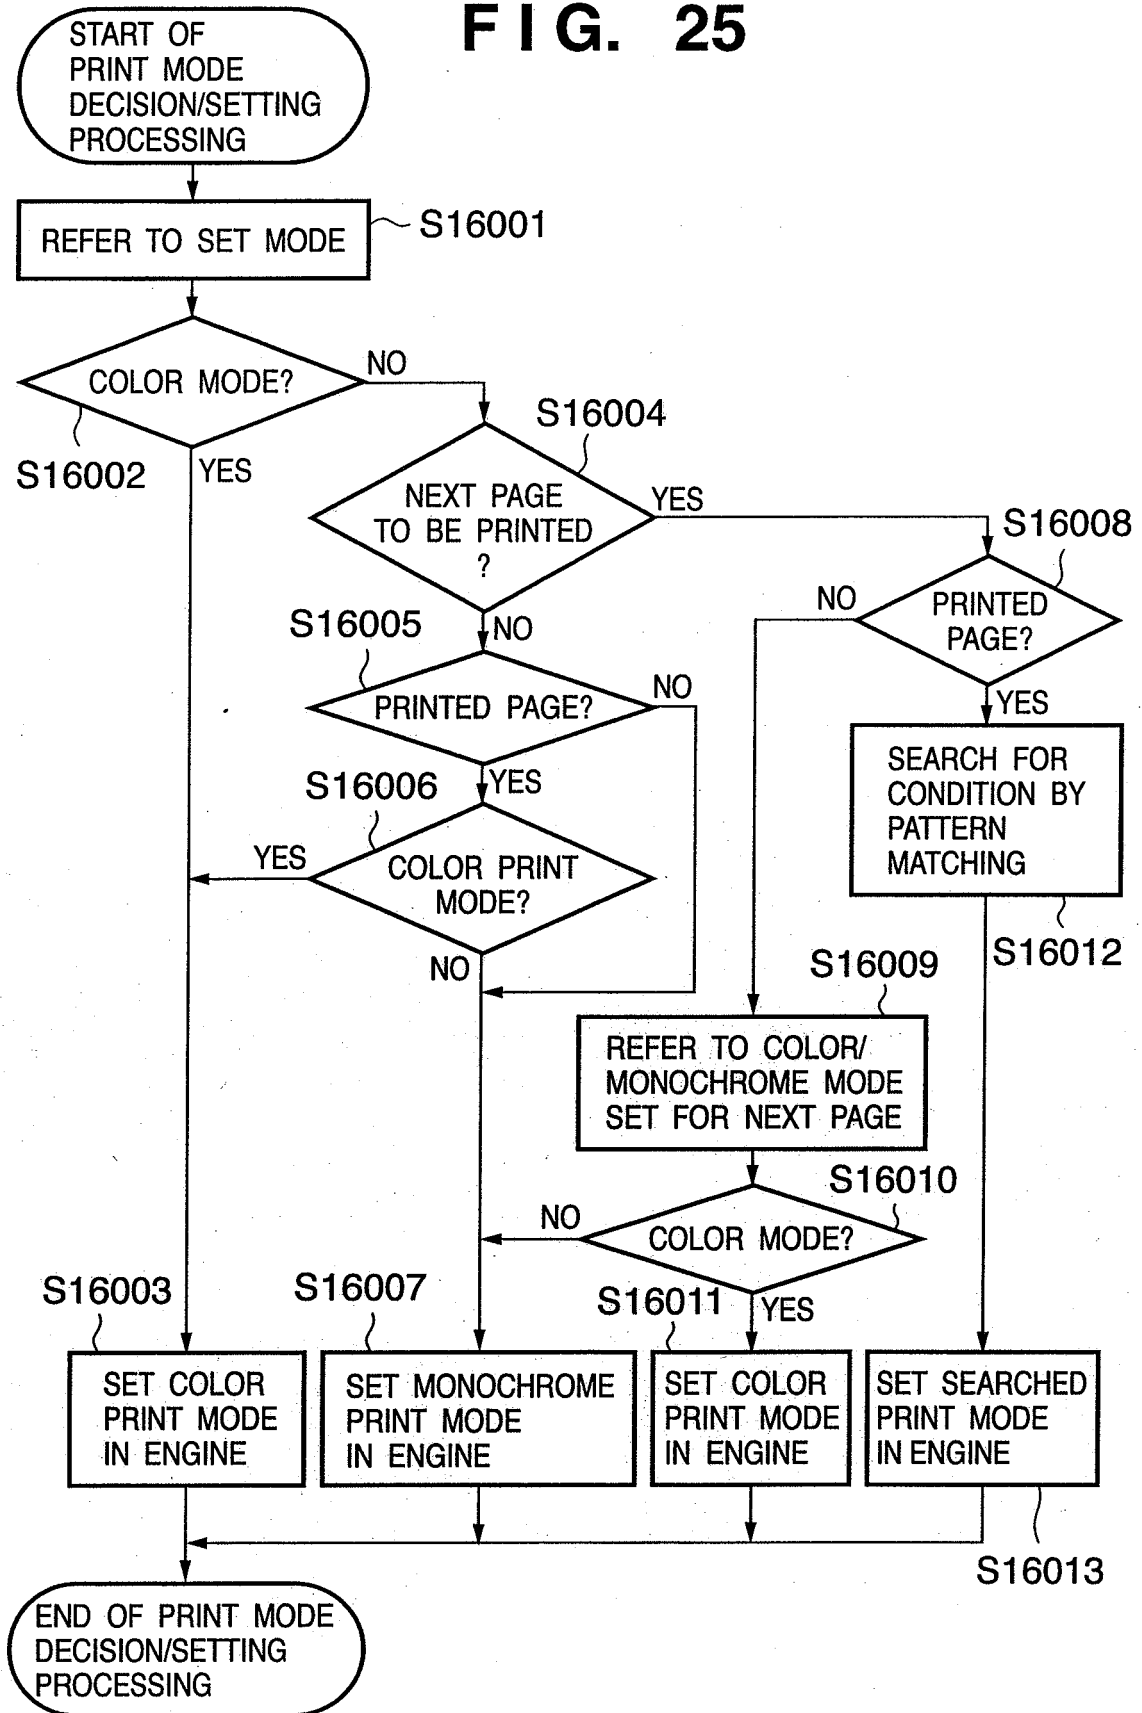 FIG. 25
START OF
PRINT MODE
DECISION/SETTING
PROCESSING
REFER TO SET MODE
S16001
COLOR MODE?
NO
S16002
YES
S16004
NEXT PAGE
TO BE PRINTED
?
YES
S16008
NO
PRINTED
PAGE?
S16005
NO
PRINTED PAGE?
NO
YES
SEARCH FOR
CONDITION BY
PATTERN
MATCHING
S16006
YES
YES
COLOR PRINT
MODE?
NO
S16012
S16009
REFER TO COLOR/
MONOCHROME MODE
SET FOR NEXT PAGE
S16010
NO
COLOR MODE?
S16003
S16007
S16011
YES
SET COLOR
PRINT MODE
IN ENGINE
SET MONOCHROME
PRINT MODE
IN ENGINE
SET COLOR
PRINT MODE
IN ENGINE
SET SEARCHED
PRINT MODE
IN ENGINE
S16013
END OF PRINT MODE
DECISION/SETTING
PROCESSING